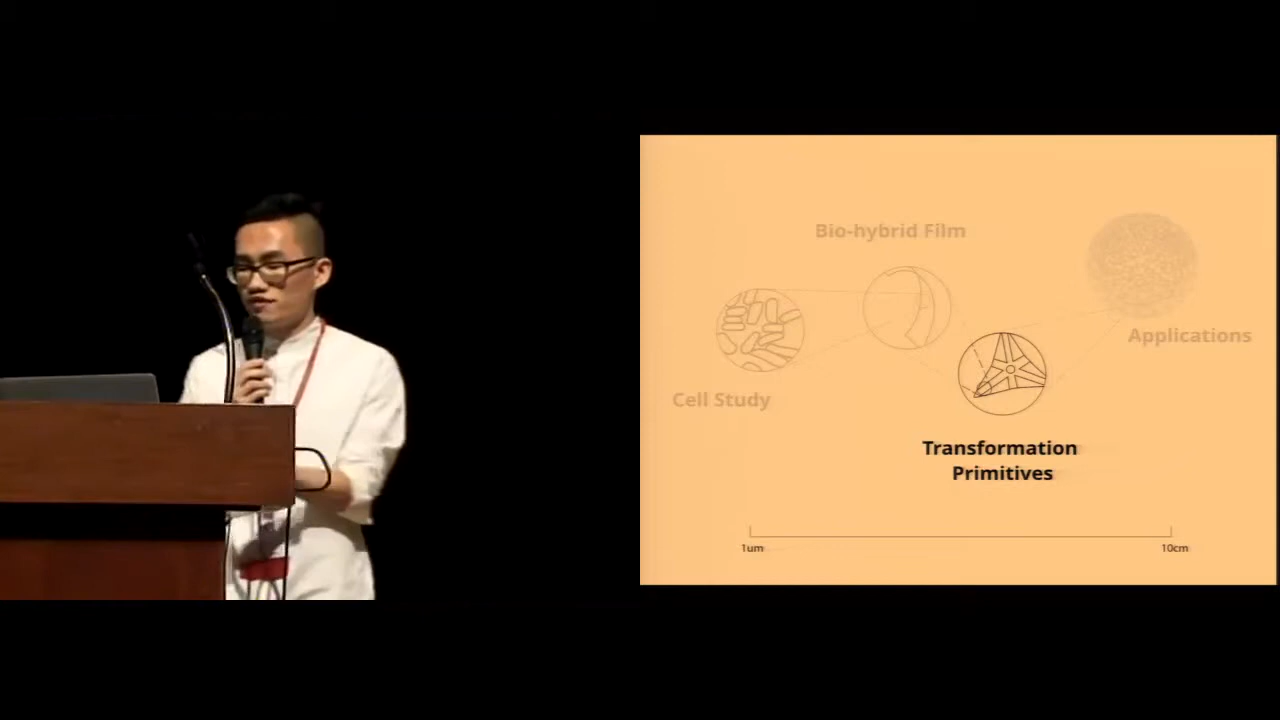 Bio-hybrid Film
Applications
Cell Study
Transformation
Primitives
1um
10cm